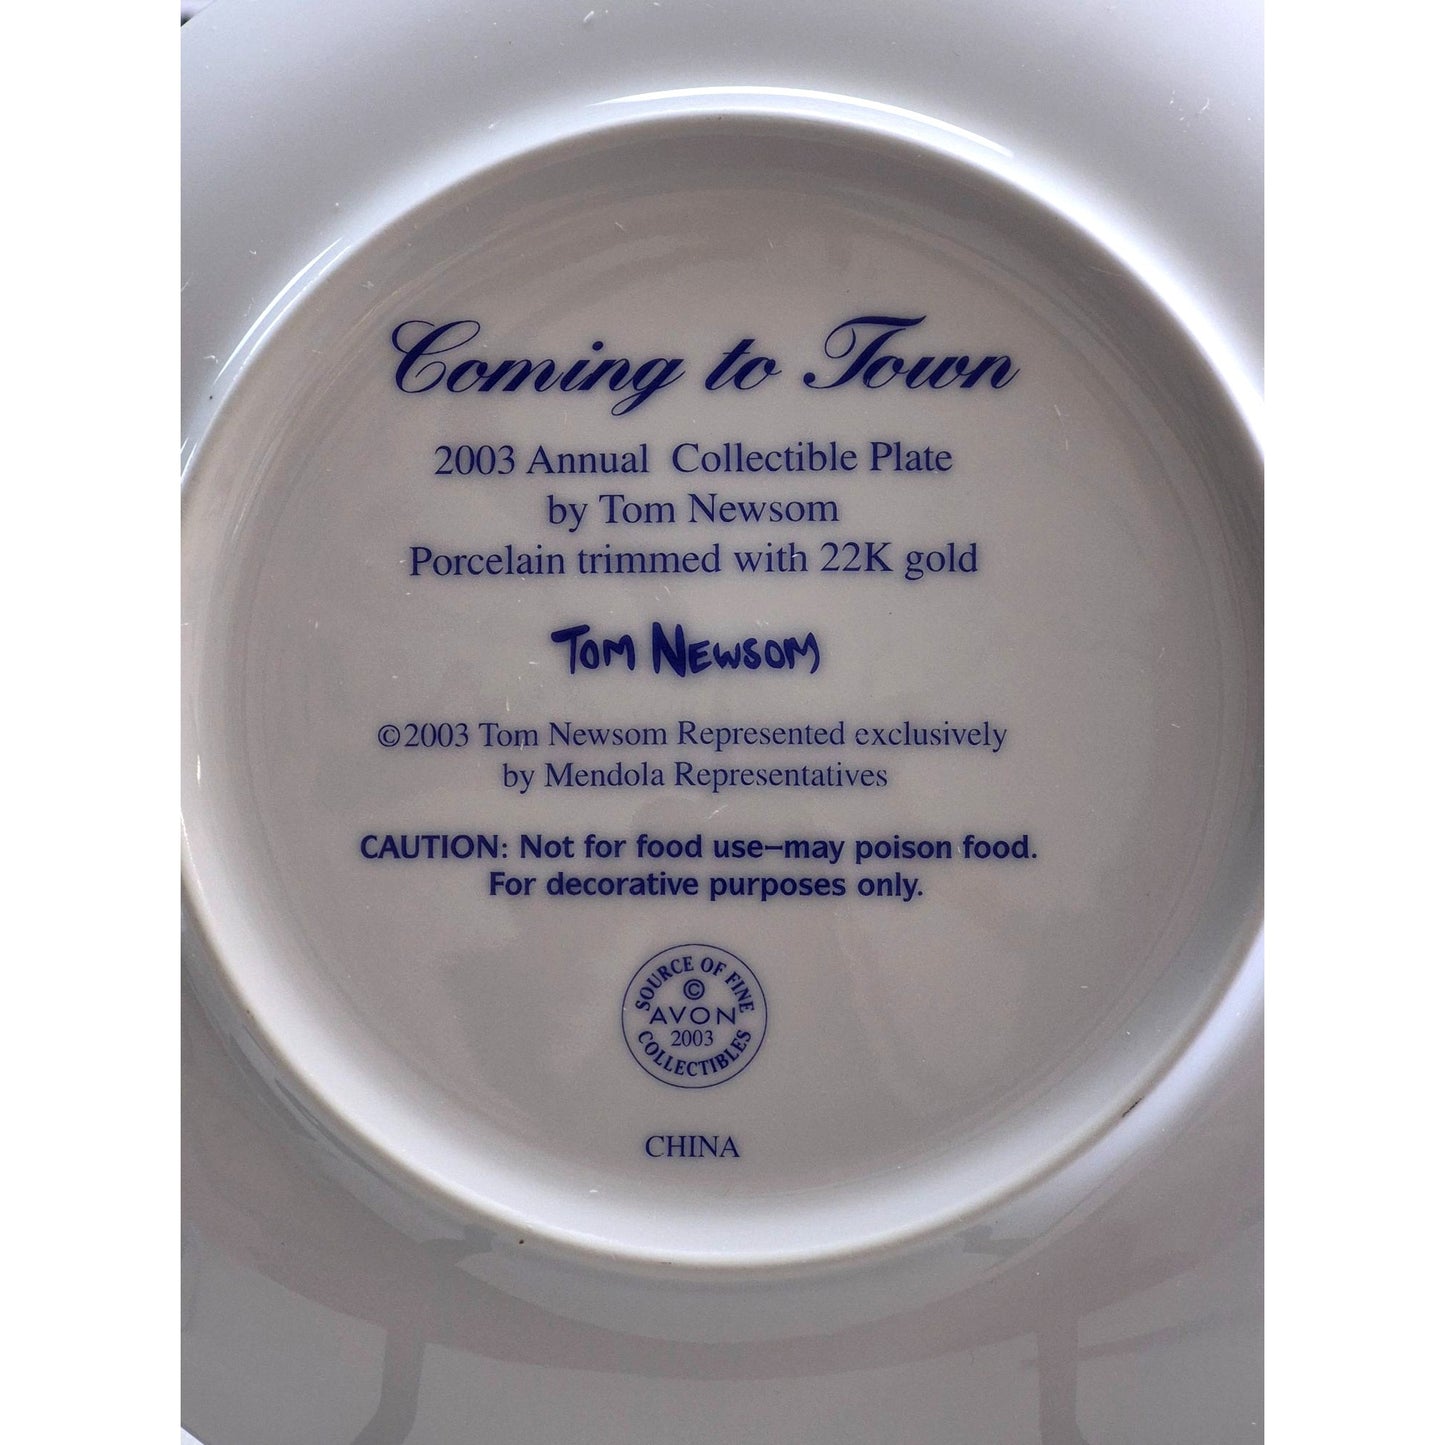 Coming to Town
2003 Annual Collectible Plate
by Tom Newsom
Porcelain trimmed with 22K gold
TOM NEWSOM
©2003 Tom Newsom Represented exclusively
by Mendola Representatives
CAUTION: Not for food use–may poison food.
For decorative purposes only.
SOURCE OF FINE
©
AVON
2003
COLLECTIBLES
CHINA